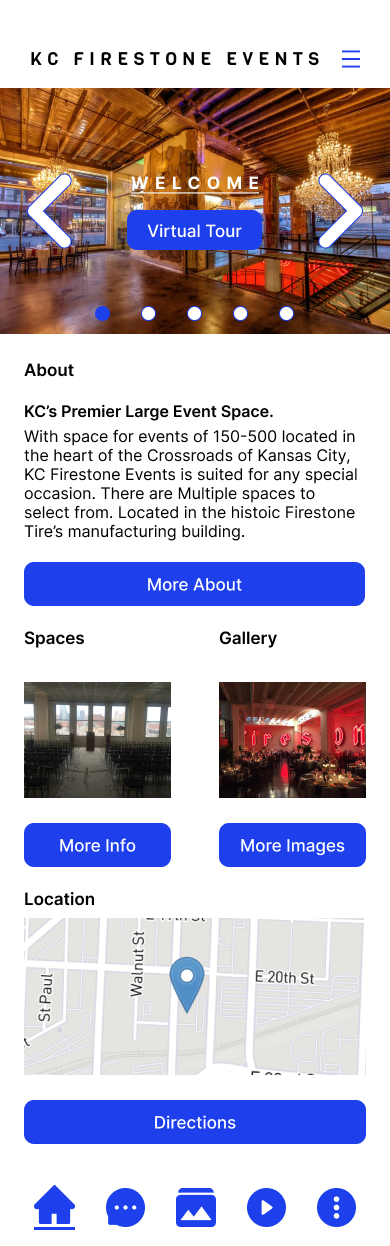 KC FIRESTONE EVENTS
WELCOME
Virtual Tour
About
KC’s Premier Large Event Space.
With space for events of 150-500 located in
the heart of the Crossroads of Kansas City,
KC Firestone Events is suited for any special
occasion. There are Multiple spaces to
select from. Located in the histoic Firestone
Tire’s manufacturing building.
More About
Spaces
Gallery
More Info
More Images
Location
Walnut St
St Paul
E 20th St
Directions